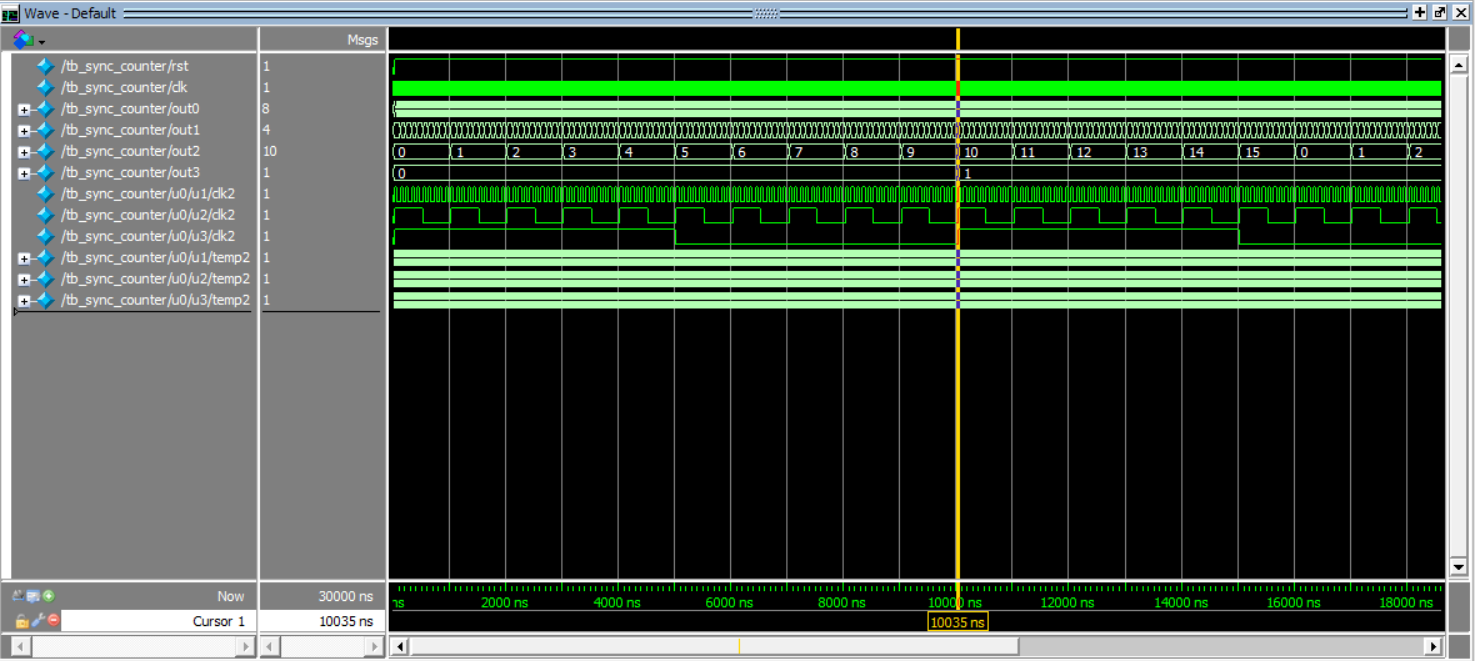 Wave - Default
Msgs
/tb_sync_counter/rst 1
/tb_sync_counter/clk 1
/tb_sync_counter/out0 8
/tb_sync_counter/out1 4
/tb_sync_counter/out2 10 0 1 2 3 4 5 6 7 8 9 10 11 12 13 14 15 0 1 2
/tb_sync_counter/out3 1 0 1
/tb_sync_counter/u0/u1/clk2 1
/tb_sync_counter/u0/u2/clk2 1
/tb_sync_counter/u0/u3/clk2 1
/tb_sync_counter/u0/u1/temp2 1
/tb_sync_counter/u0/u2/temp2 1
/tb_sync_counter/u0/u3/temp2 1
Now 30000 ns ns 2000 ns 4000 ns 6000 ns 8000 ns 10000 ns 12000 ns 14000 ns 16000 ns 18000 ns
Cursor 1 10035 ns 10035 ns